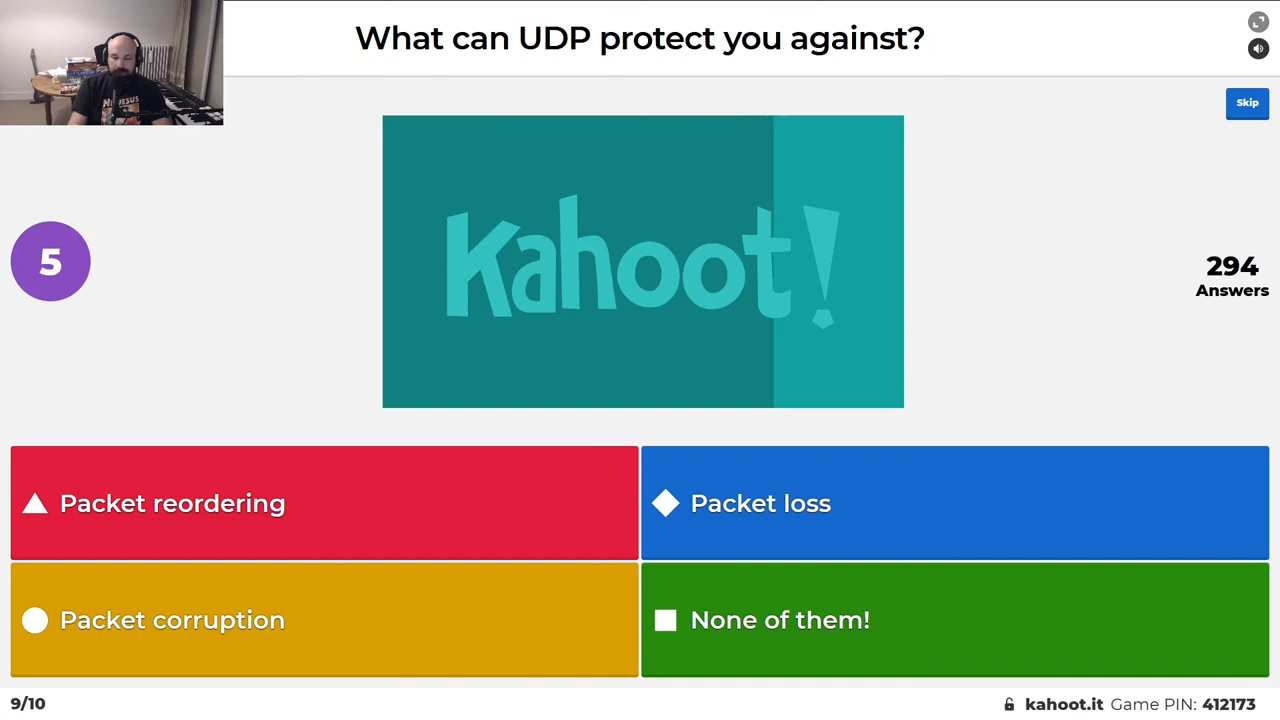 What can UDP protect you against?
Skip
Kahoot!
5
294
Answers
Packet reordering
Packet loss
Packet corruption
None of them!
9/10
kahoot.it Game PIN: 412173